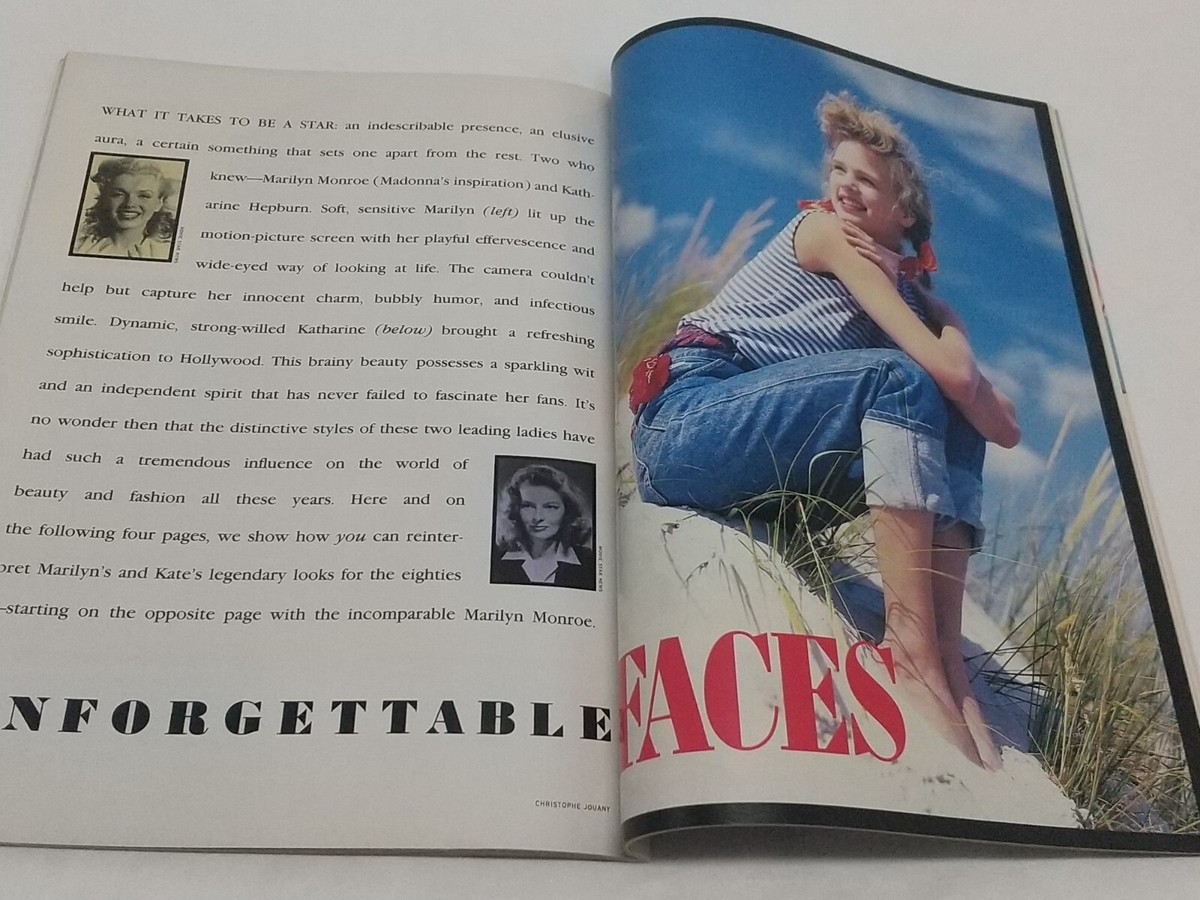 WHAT IT TAKES TO BE A STAR: an indescribable presence, an elusive
aura, a certain something that sets one apart from the rest. Two who
knew—Marilyn Monroe (Madonna's inspiration) and Kath-
arine Hepburn. Soft, sensitive Marilyn (left) lit up the
motion-picture screen with her playful effervescence and
wide-eyed way of looking at life. The camera couldn't
help but capture her innocent charm, bubbly humor, and infectious
smile. Dynamic, strong-willed Katharine (below) brought a refreshing
sophistication to Hollywood. This brainy beauty possesses a sparkling wit
and an independent spirit that has never failed to fascinate her fans. It's
no wonder then that the distinctive styles of these two leading ladies have
had such a tremendous influence on the world of
beauty and fashion all these years. Here and on
the following four pages, we show how you can reinter-
pret Marilyn's and Kate's legendary looks for the eighties
—starting on the opposite page with the incomparable Marilyn Monroe.
MOVIE STAR NEWS
NFORGETTABLE
FACES
CHRISTOPHE JOUANY